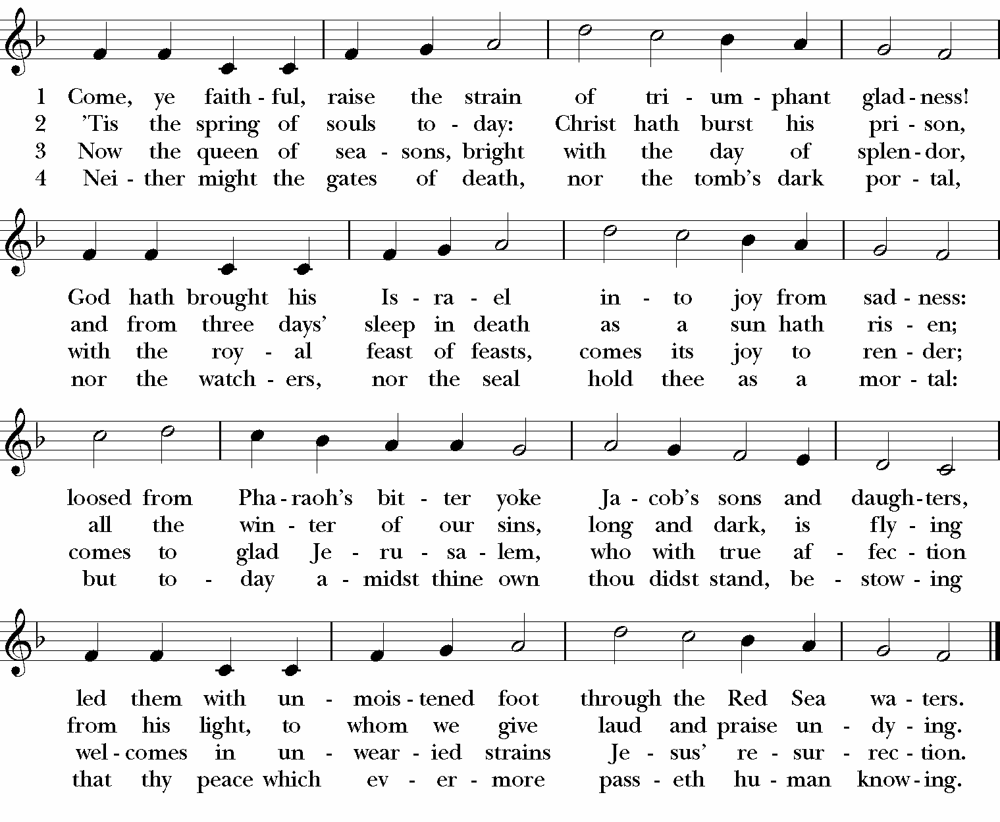 1 Come, ye faith - ful, raise the strain of tri - um - phant glad - ness!
2 ’Tis the spring of souls to - day: Christ hath burst his pri - son,
3 Now the queen of sea - sons, bright with the day of splen - dor,
4 Nei - ther might the gates of death, nor the tomb’s dark por - tal,
God hath brought his Is - ra - el in - to joy from sad - ness:
and from three days’ sleep in death as a sun hath ris - en;
with the roy - al feast of feasts, comes its joy to ren - der;
nor the watch - ers, nor the seal hold thee as a mor - tal:
loosed from Pha - raoh’s bit - ter yoke Ja - cob’s sons and daugh - ters,
all the win - ter of our sins, long and dark, is fly - ing
comes to glad Je - ru - sa - lem, who with true af - fec - tion
but to - day a - midst thine own thou didst stand, be - stow - ing
led them with un - mois - tened foot through the Red Sea wa - ters.
from his light, to whom we give laud and praise un - dy - ing.
wel - comes in un - wear - ied strains Je - sus’ re - sur - rec - tion.
that thy peace which ev - er - more pass - eth hu - man know - ing.